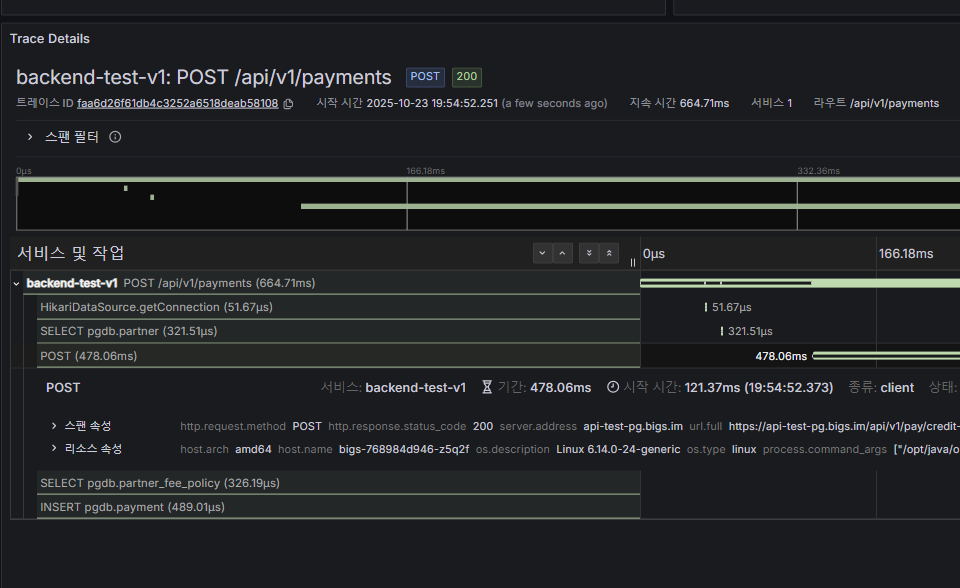 Trace Details
backend-test-v1: POST /api/v1/payments POST 200
트레이스 ID faa6d26f61db4c3252a6518deab58108 시작 시간 2025-10-23 19:54:52.251 (a few seconds ago) 지속 시간 664.71ms 서비스 1 라우트 /api/v1/payments
스팬 필터
0µs 166.18ms 332.36ms
서비스 및 작업 0µs 166.18ms
backend-test-v1 POST /api/v1/payments (664.71ms)
HikariDataSource.getConnection (51.67µs) 51.67µs
SELECT pgdb.partner (321.51µs) 321.51µs
POST (478.06ms) 478.06ms
POST 서비스: backend-test-v1 기간: 478.06ms 시작 시간: 121.37ms (19:54:52.373) 종류: client 상태:
스팬 속성 http.request.method POST http.response.status_code 200 server.address api-test-pg.bigs.im url.full https://api-test-pg.bigs.im/api/v1/pay/credit-
리소스 속성 host.arch amd64 host.name bigs-768984d946-z5q2f os.description Linux 6.14.0-24-generic os.type linux process.command_args ["/opt/java/o
SELECT pgdb.partner_fee_policy (326.19µs)
INSERT pgdb.payment (489.01µs)